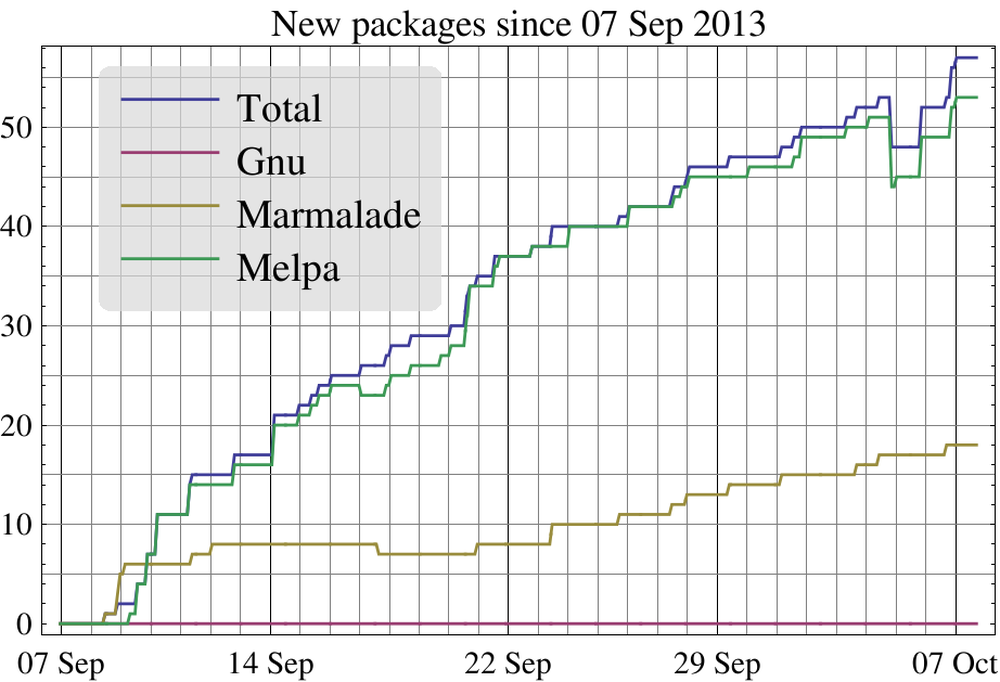 New packages since 07 Sep 2013
Total
Gnu
Marmalade
Melpa
50
40
30
20
10
0
07 Sep 14 Sep 22 Sep 29 Sep 07 Oct